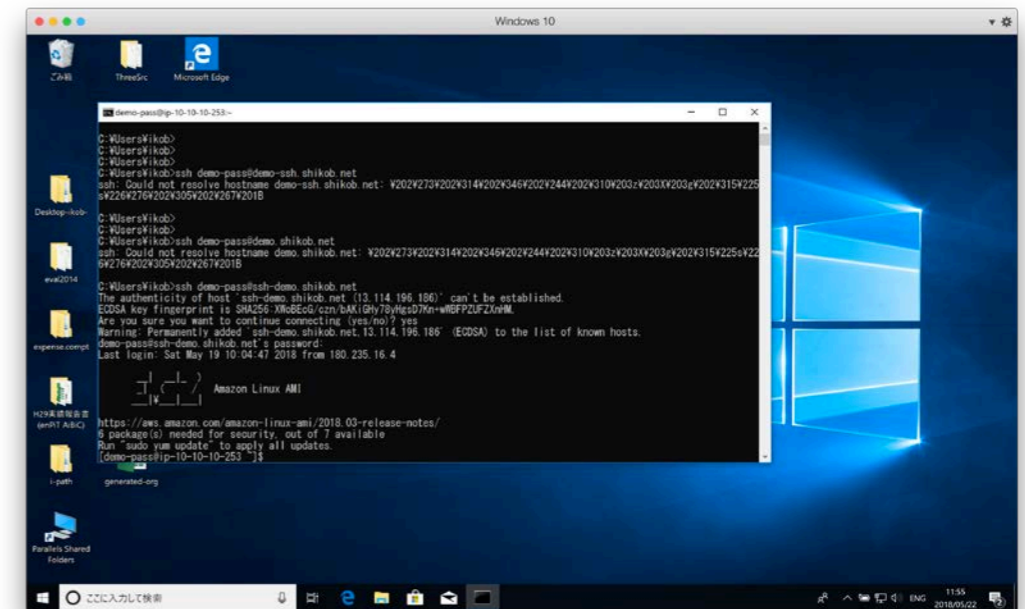 Windows 10
ごみ箱
ThreeSrc
Microsoft Edge
demo-pass@ip-10-10-10-253:~
C:¥Users¥ikob>
C:¥Users¥ikob>
C:¥Users¥ikob>
C:¥Users¥ikob>ssh demo-pass@demo-ssh.shikob.net
ssh: Could not resolve hostname demo-ssh.shikob.net: ¥202¥273¥202¥314¥202¥346¥202¥244¥202¥310¥203z¥203X¥203g¥202¥315¥225
s¥226¥276¥202¥305¥202¥267¥201B
C:¥Users¥ikob>
C:¥Users¥ikob>
C:¥Users¥ikob>ssh demo-pass@demo.shikob.net
ssh: Could not resolve hostname demo.shikob.net: ¥202¥273¥202¥314¥202¥346¥202¥244¥202¥310¥203z¥203X¥203g¥202¥315¥225s¥22
6¥276¥202¥305¥202¥267¥201B
C:¥Users¥ikob>ssh demo-pass@ssh-demo.shikob.net
The authenticity of host 'ssh-demo.shikob.net (13.114.196.186)' can't be established.
ECDSA key fingerprint is
Are you sure you want to continue connecting (yes/no)? yes
Warning: Permanently added 'ssh-demo.shikob.net,13.114.196.186' (ECDSA) to the list of known hosts.
demo-pass@ssh-demo.shikob.net's password:
Last login: Sat May 19 10:04:47 2018 from 180.235.16.4
Amazon Linux AMI
https://aws.amazon.com/amazon-linux-ami/2018.03-release-notes/
6 package(s) needed for security, out of 7 available
Run "sudo yum update" to apply all updates.
[demo-pass@ip-10-10-10-253 ~]$
Desktop-ikob-
eval2014
expense.compt
H29実績報告書
(enPiT AiBiC)
i-path
generated-org
Parallels Shared
Folders
ここに入力して検索
ENG
11:55
2018/05/22